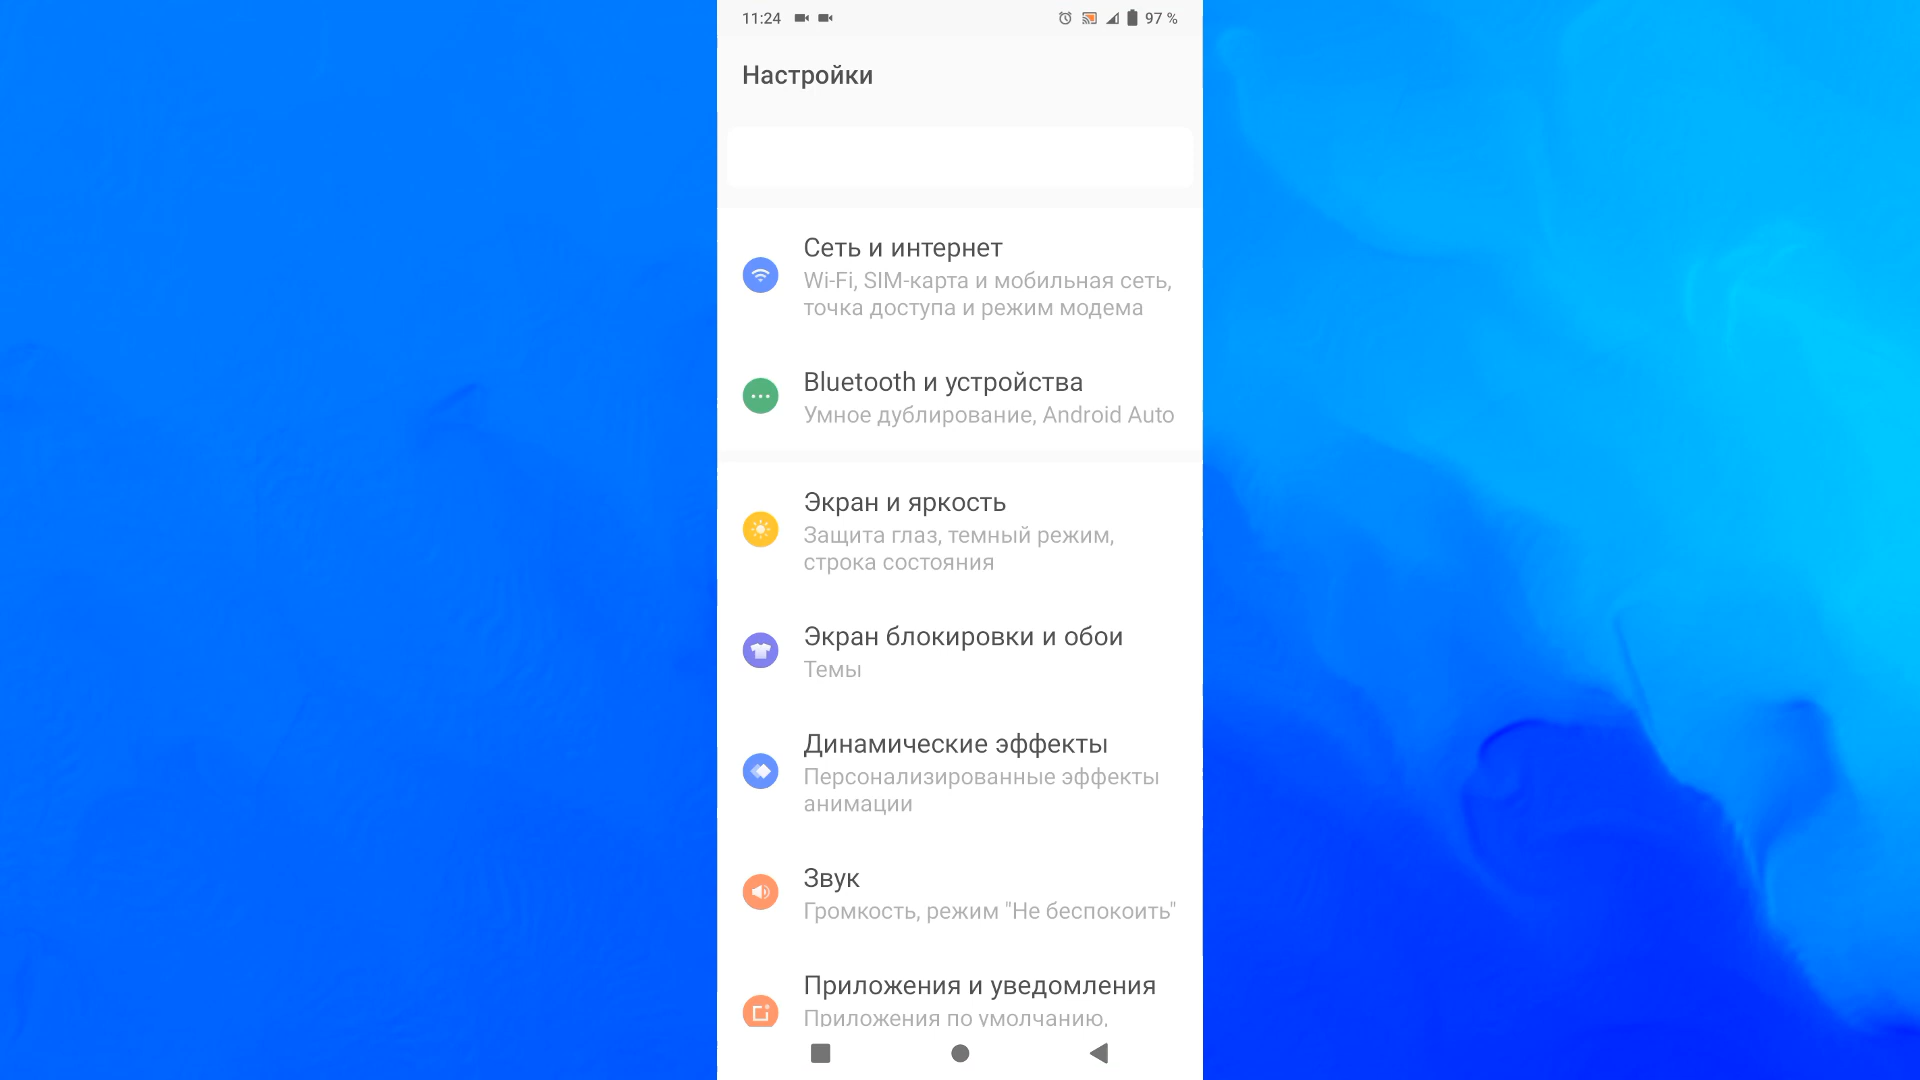 11:24 97 %
Настройки
Сеть и интернет
Wi-Fi, SIM-карта и мобильная сеть,
точка доступа и режим модема
Bluetooth и устройства
Умное дублирование, Android Auto
Экран и яркость
Защита глаз, темный режим,
строка состояния
Экран блокировки и обои
Темы
Динамические эффекты
Персонализированные эффекты
анимации
Звук
Громкость, режим "Не беспокоить"
Приложения и уведомления
Приложения по умолчанию,